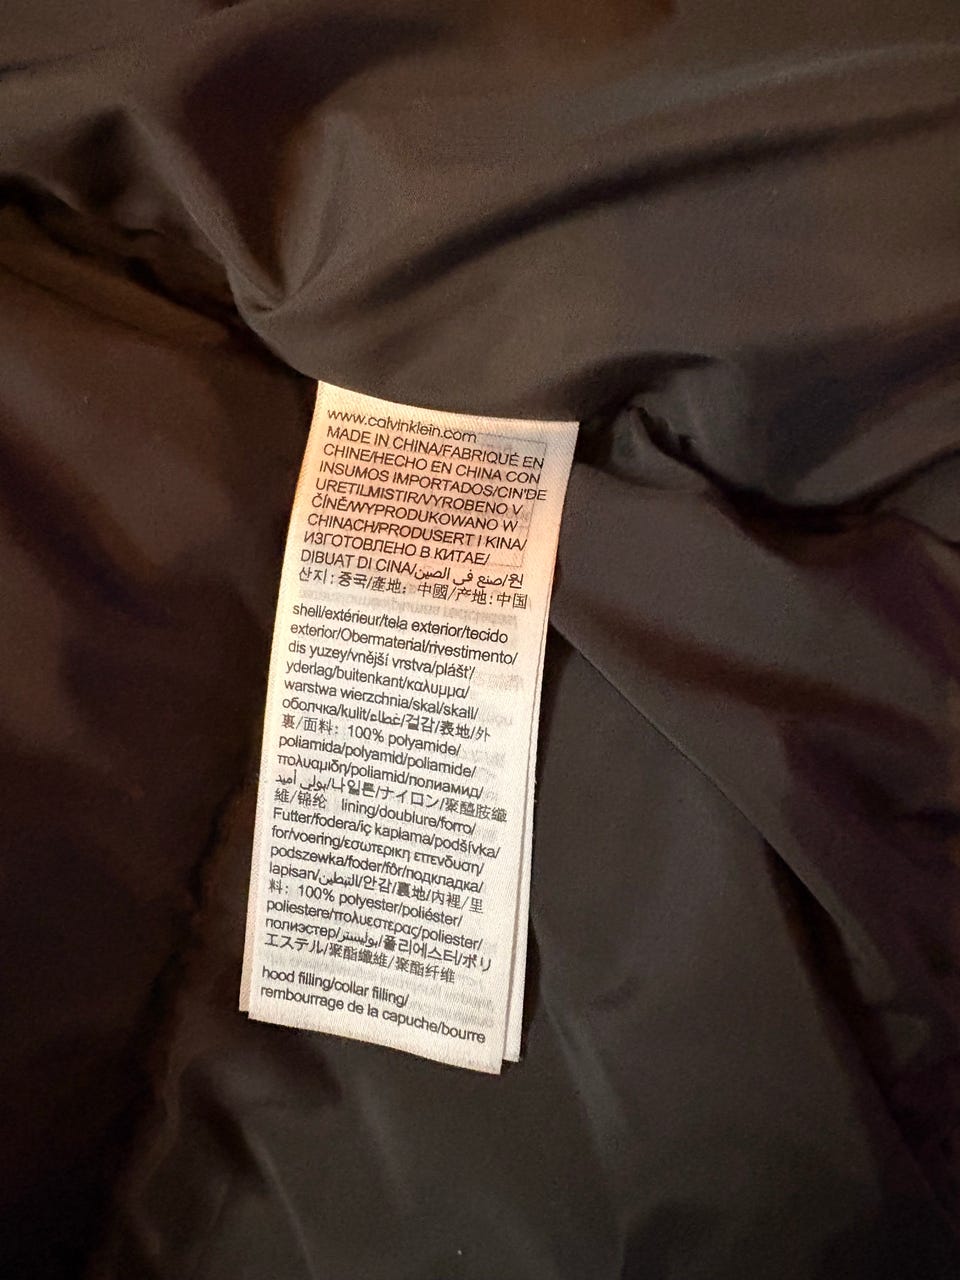 www.calvinklein.com
MADE IN CHINA/FABRIQUÉ EN
CHINE/HECHO EN CHINA CON
INSUMOS IMPORTADOS/CIN'DE
URETILMISTIR/VYROBENO V
ČÍNĚ/WYPRODUKOWANO W
CHINACH/PRODUSERT I KINA/
ИЗГОТОВЛЕНО В КИТАЕ/
DIBUAT DI CINA/صنع في الصين/원
산지: 중국/產地: 中國/产地: 中国
shell/extérieur/tela exterior/tecido
exterior/Obermaterial/rivestimento/
dis yuzey/vnější vrstva/plášť/
yderlag/buitenkant/καλυμμα/
warstwa wierzchnia/skal/skall/
оболчка/kulit/غطاء/겉감/表地/外
裏/面料: 100% polyamide/
poliamida/polyamid/poliamide/
πολυαμιδη/poliamid/полиамид/
بولي أميد/나일론/ナイロン/聚醯胺纖
維/锦纶 lining/doublure/forro/
Futter/fodera/iç kaplama/podšívka/
for/voering/εσωτερικη επενδυση/
podszewka/foder/fôr/подкладка/
lapisan/التبطين/안감/裏地/內裡/里
料: 100% polyester/poliéster/
poliestere/πολυεστερας/poliester/
полиэстер/بوليستر/폴리에스터/ポリ
エステル/聚酯纖維/聚酯纤维
hood filling/collar filling/
rembourrage de la capuche/bourre